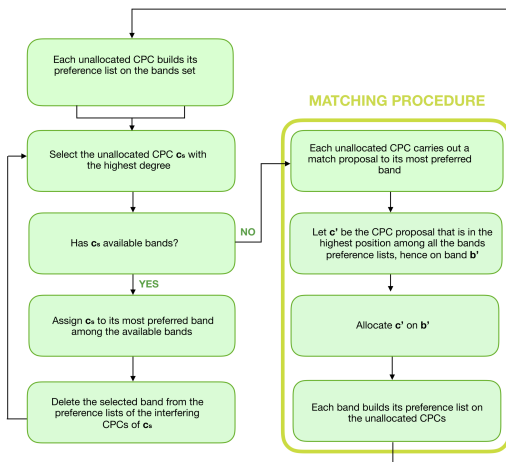 Each unallocated CPC builds its
preference list on the bands set
Select the unallocated CPC cs with
the highest degree
Has cs available bands?
NO
YES
Assign cs to its most preferred band
among the available bands
Delete the selected band from the
preference lists of the interfering
CPCs of cs
MATCHING PROCEDURE
Each unallocated CPC carries out a
match proposal to its most preferred
band
Let c' be the CPC proposal that is in the
highest position among all the bands
preference lists, hence on band b'
Allocate c' on b'
Each band builds its preference list on
the unallocated CPCs